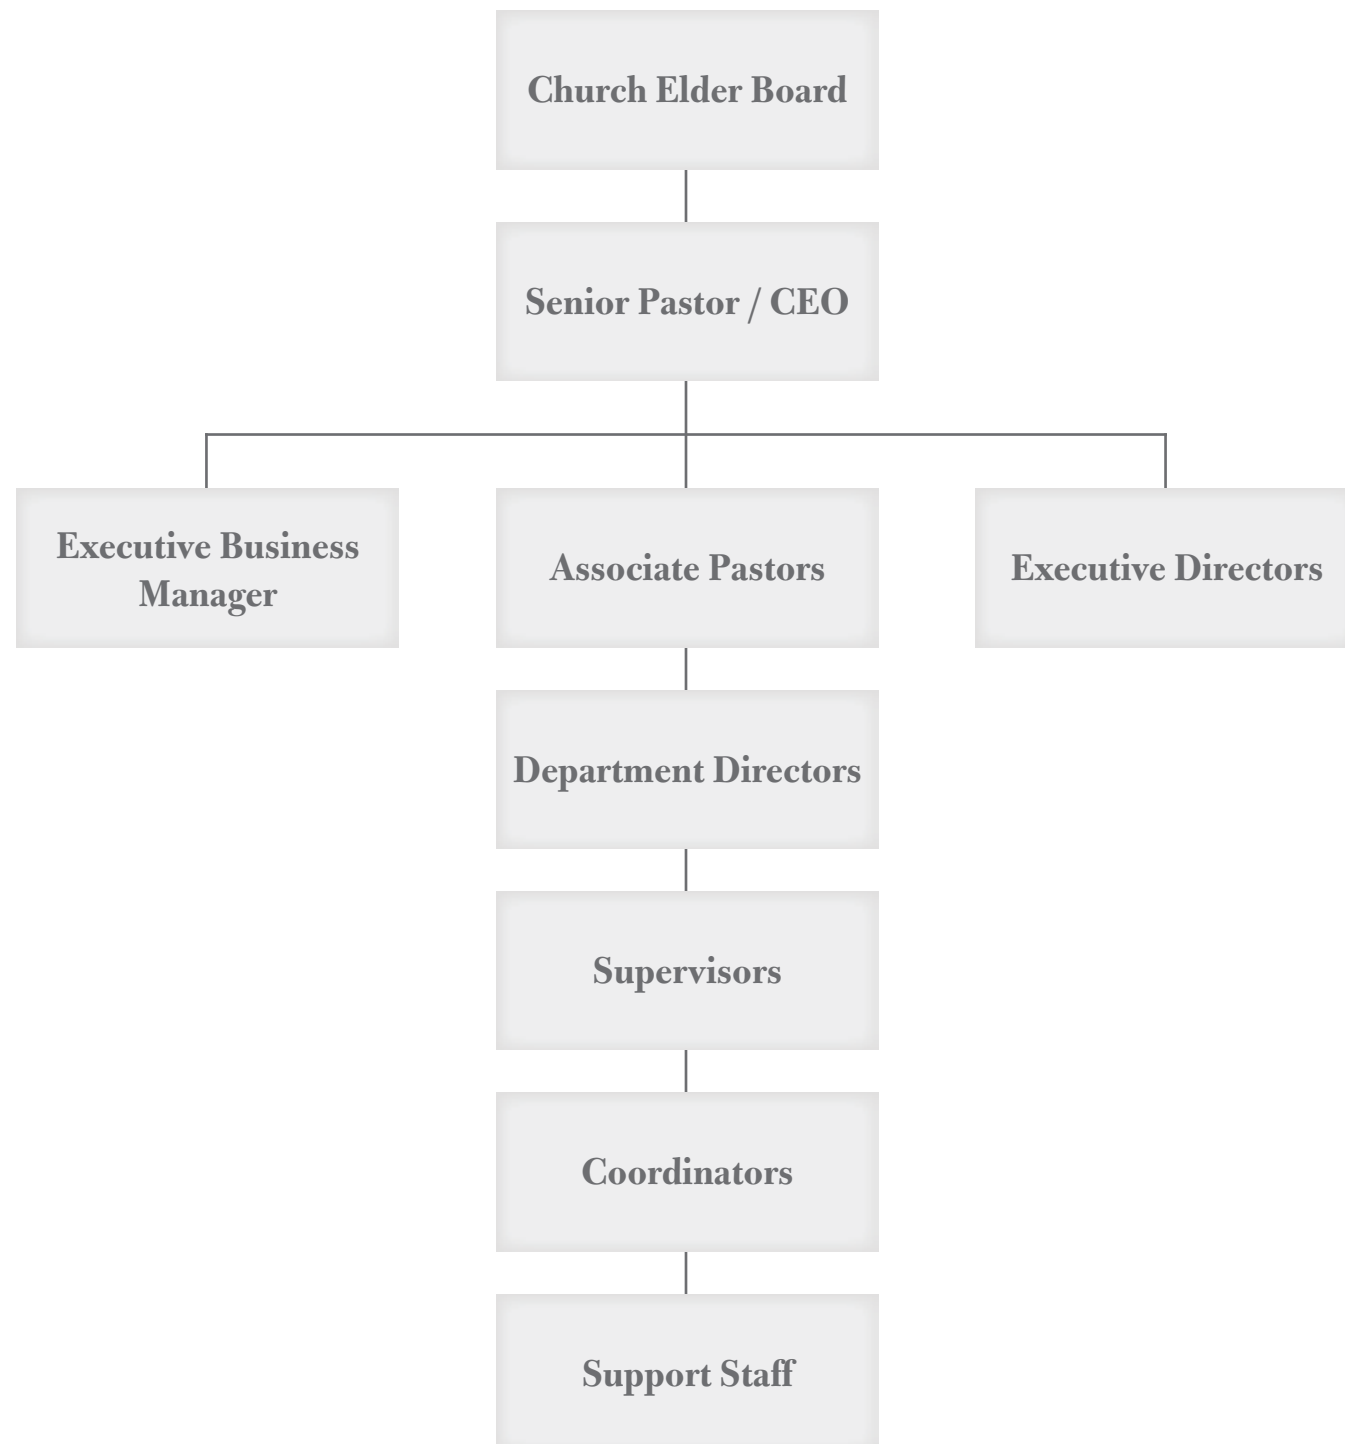 Church Elder Board
Senior Pastor / CEO
Executive Business
Manager
Associate Pastors
Executive Directors
Department Directors
Supervisors
Coordinators
Support Staff